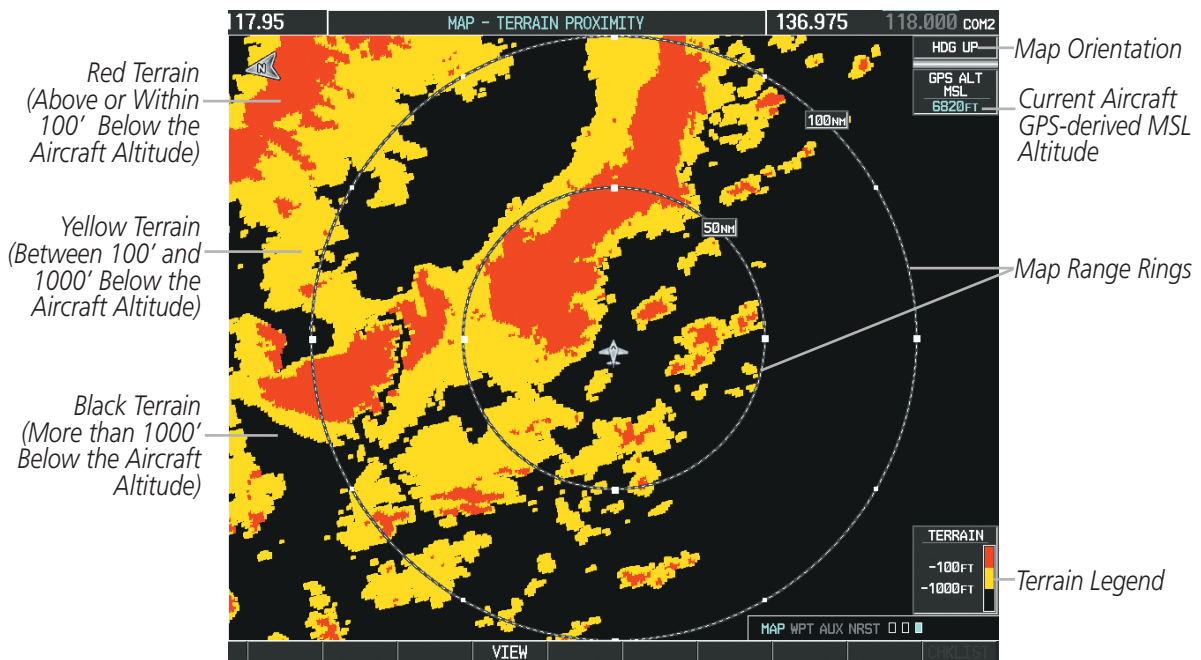 117.95 MAP - TERRAIN PROXIMITY 136.975 118.000 COM2
HDG UP
Map Orientation
GPS ALT
MSL
6820FT
Current Aircraft
GPS-derived MSL
Altitude
Red Terrain
(Above or Within
100’ Below the
Aircraft Altitude)
N
100NM
50NM
Yellow Terrain
(Between 100’ and
1000’ Below the
Aircraft Altitude)
Map Range Rings
Black Terrain
(More than 1000’
Below the Aircraft
Altitude)
TERRAIN
-100FT
-1000FT
Terrain Legend
MAP WPT AUX NRST
VIEW CHKLIST